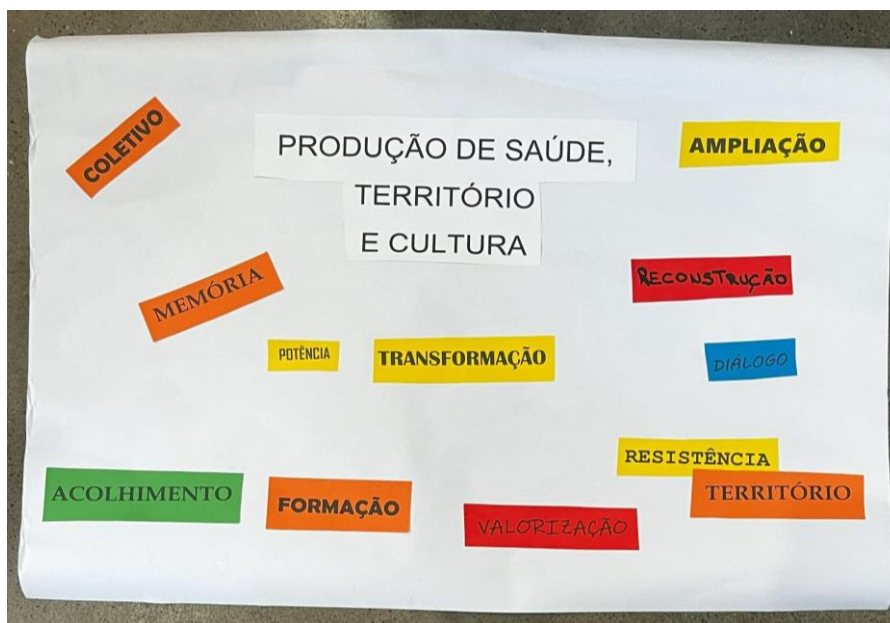 COLETIVO
PRODUÇÃO DE SAÚDE,
TERRITÓRIO
E CULTURA
AMPLIAÇÃO
MEMÓRIA
RECONSTRUÇÃO
POTÊNCIA
TRANSFORMAÇÃO
DIÁLOGO
RESISTÊNCIA
ACOLHIMENTO
FORMAÇÃO
VALORIZAÇÃO
TERRITÓRIO